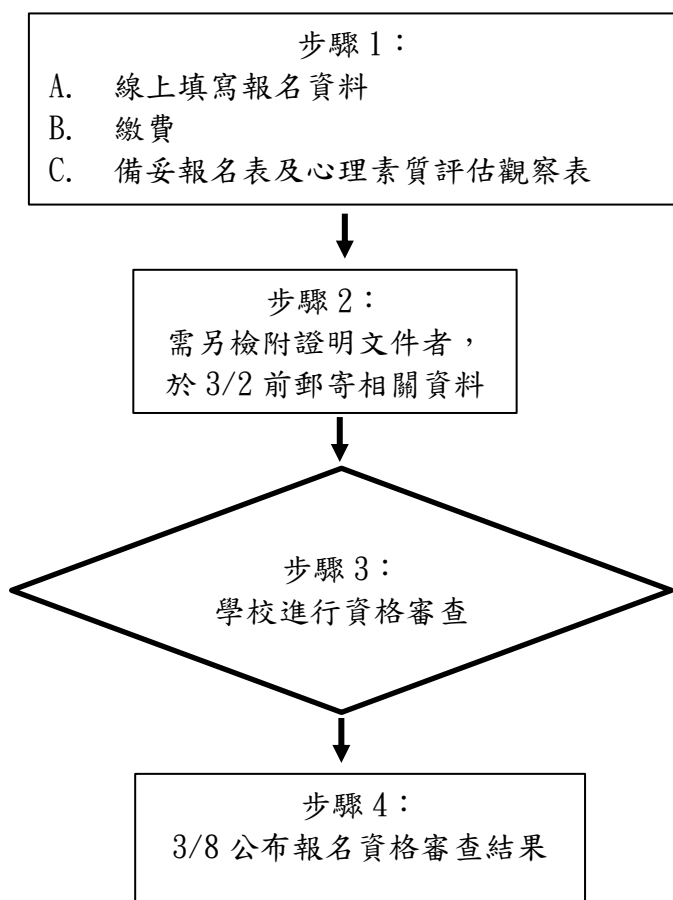 步驟 1：
A. 線上填寫報名資料
B. 繳費
C. 備妥報名表及心理素質評估觀察表
步驟 2：
需另檢附證明文件者，
於 3/2 前郵寄相關資料
步驟 3：
學校進行資格審查
步驟 4：
3/8 公布報名資格審查結果